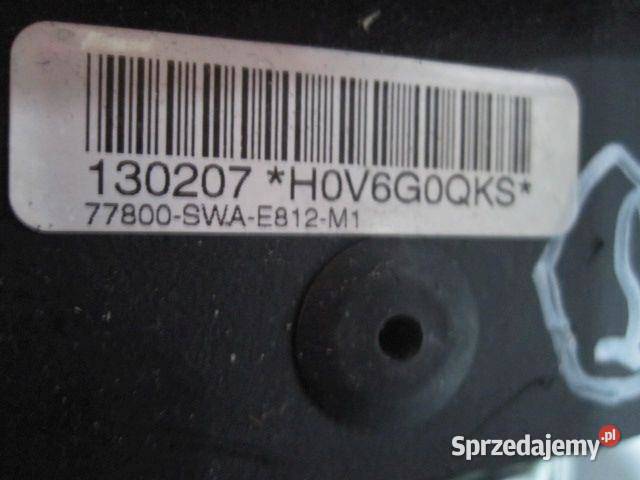 130207 *H0V6G0QKS*
77800-SWA-E812-M1
Sprzedajemy.pl